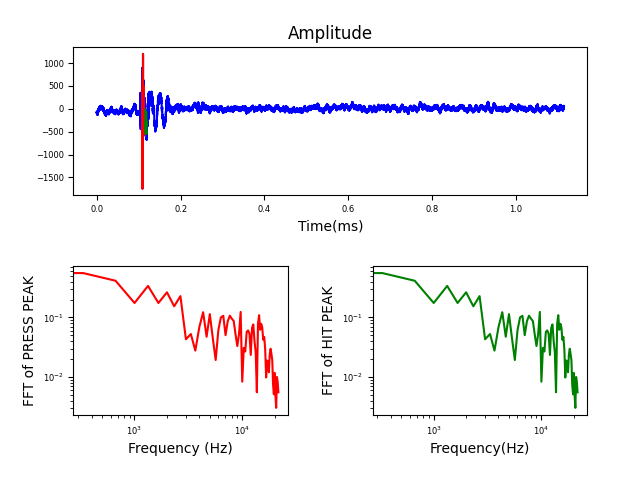 Amplitude
1000
500
0
−500
−1000
−1500
0.0 0.2 0.4 0.6 0.8 1.0
Time(ms)
FFT of PRESS PEAK
10⁻¹
10⁻²
10³ 10⁴
Frequency (Hz)
FFT of HIT PEAK
10⁻¹
10⁻²
10³ 10⁴
Frequency(Hz)